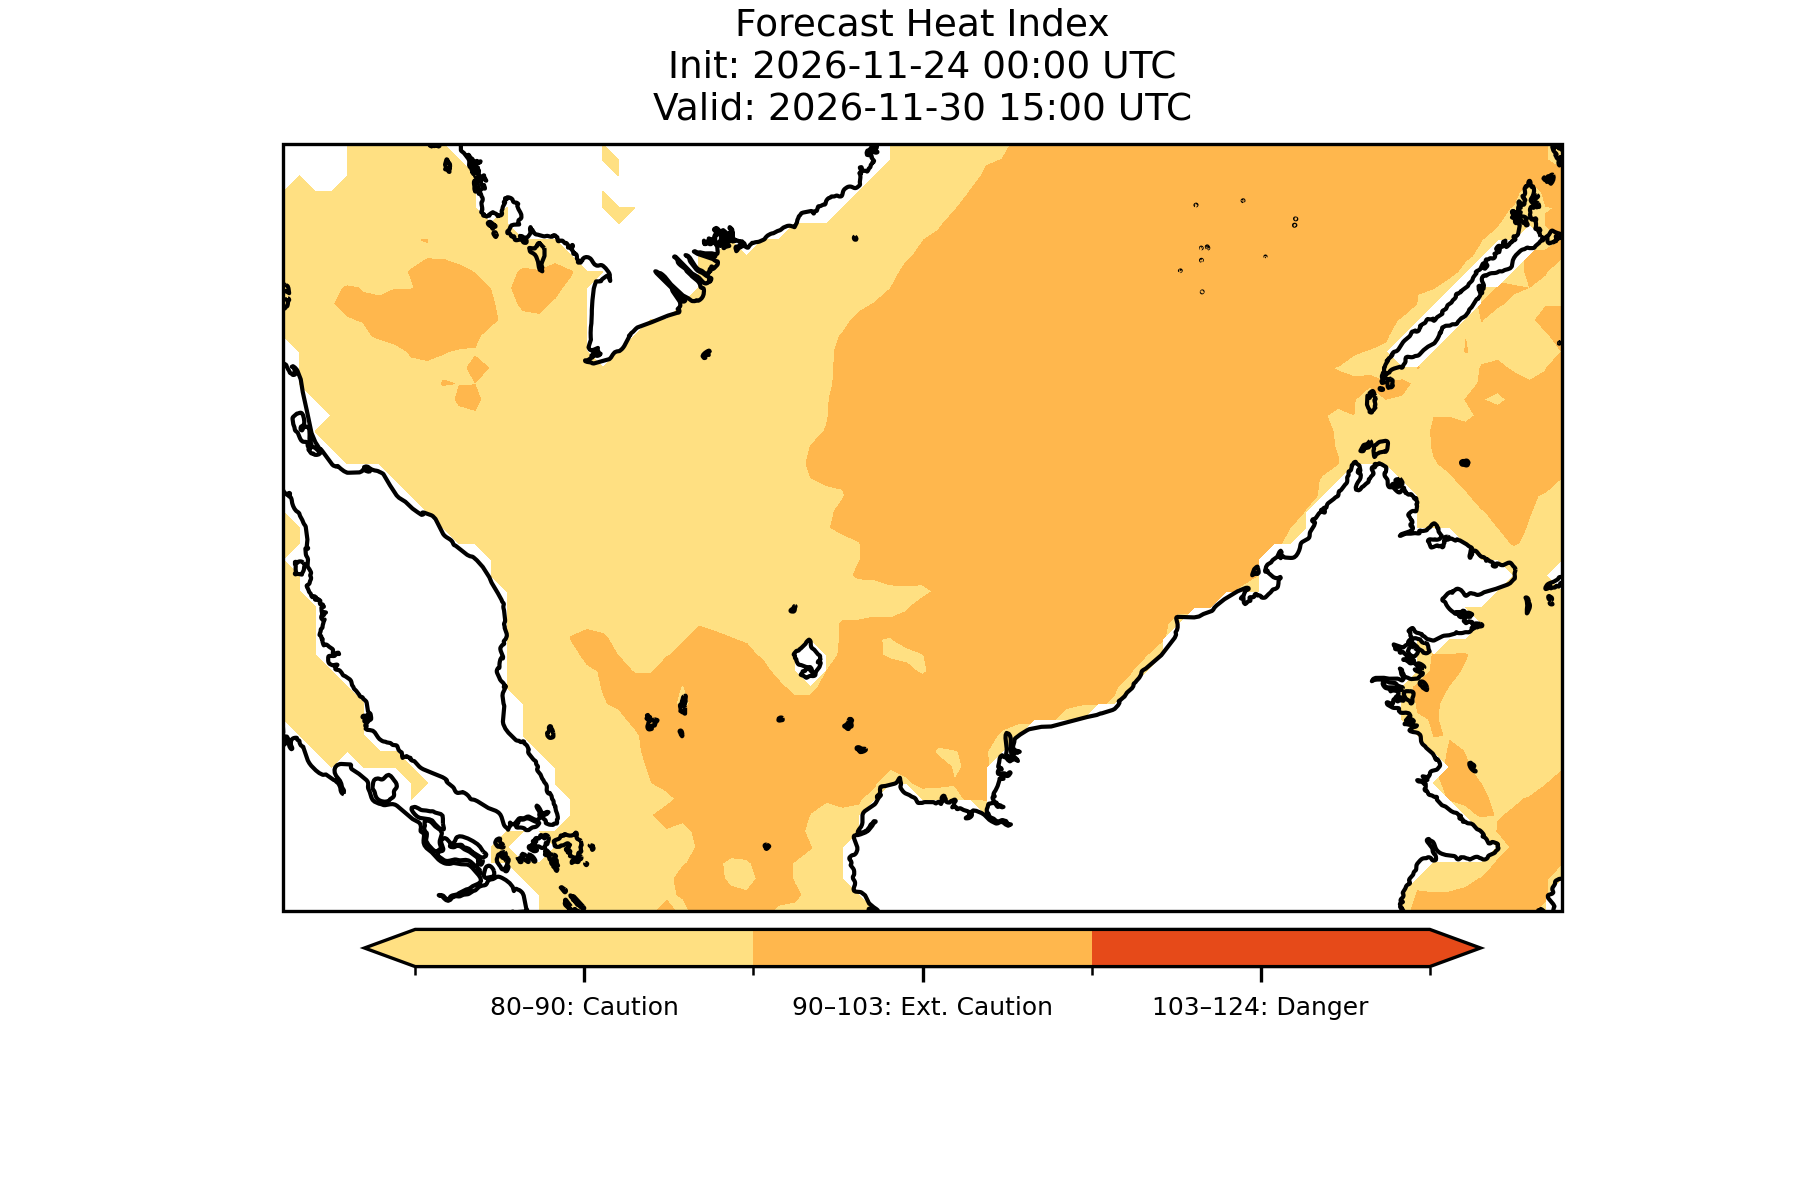 Forecast Heat Index
Init: 2026-11-24 00:00 UTC
Valid: 2026-11-30 15:00 UTC
80–90: Caution
90–103: Ext. Caution
103–124: Danger